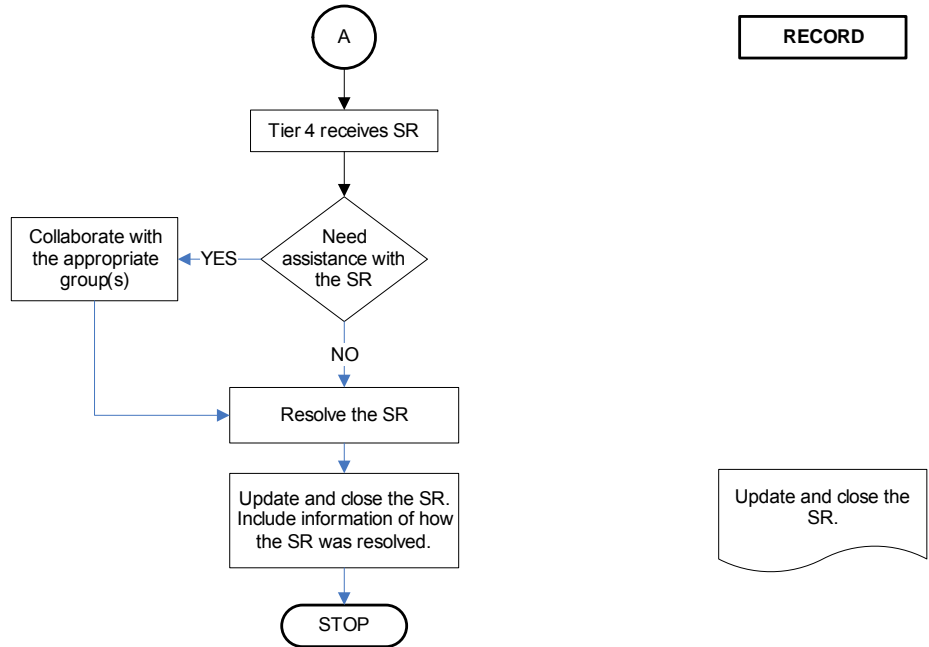 A
RECORD
Tier 4 receives SR
Need
assistance with
the SR
YES
Collaborate with
the appropriate
group(s)
NO
Resolve the SR
Update and close the SR.
Include information of how
the SR was resolved.
Update and close the
SR.
STOP